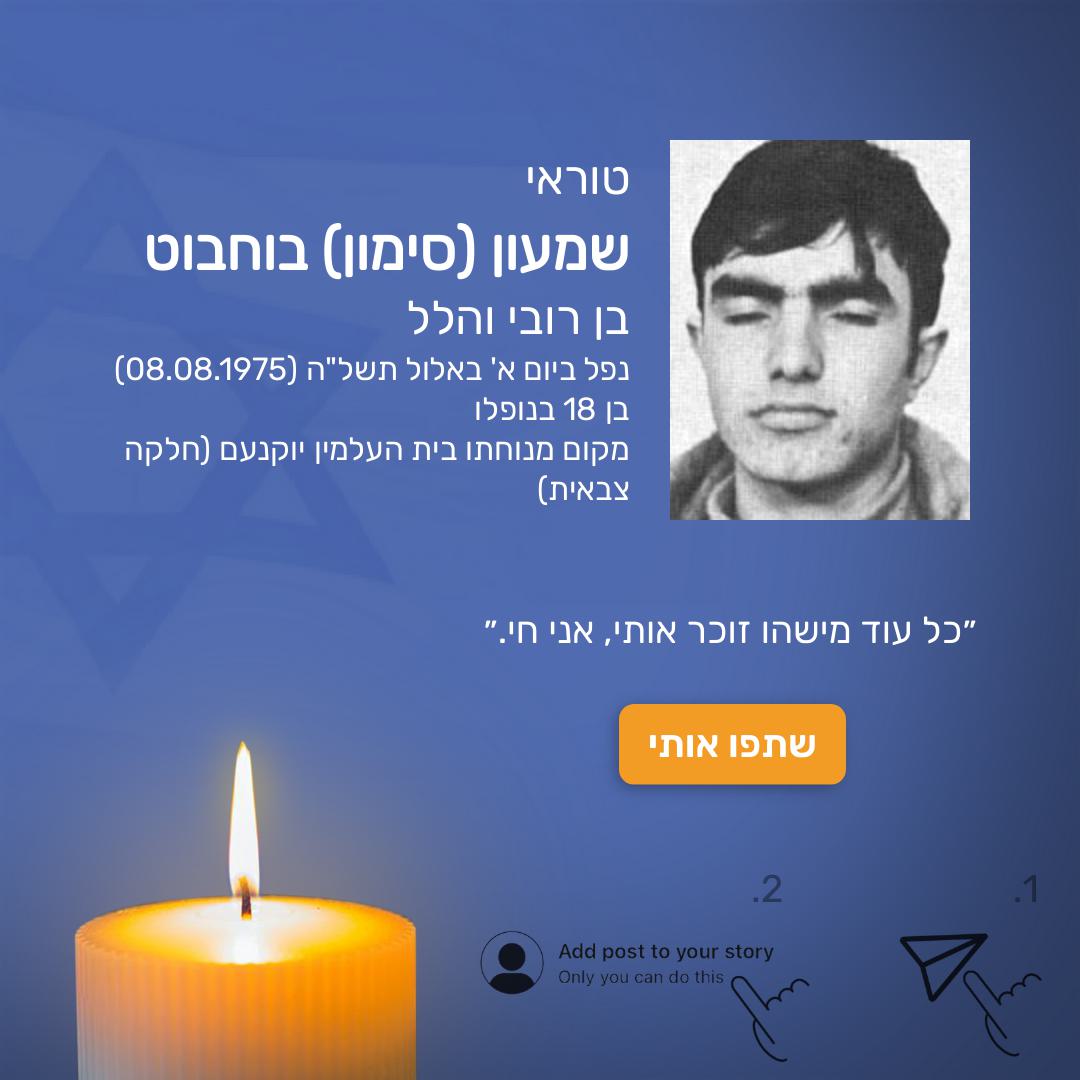 טוראי
שמעון (סימון) בוחבוט
בן רובי והלל
נפל ביום א' באלול תשל"ה (08.08.1975)
בן 18 בנופלו
מקום מנוחתו בית העלמין יוקנעם (חלקה
צבאית)
״כל עוד מישהו זוכר אותי, אני חי.״
שתפו אותי
.1
.2
Add post to your story
Only you can do this